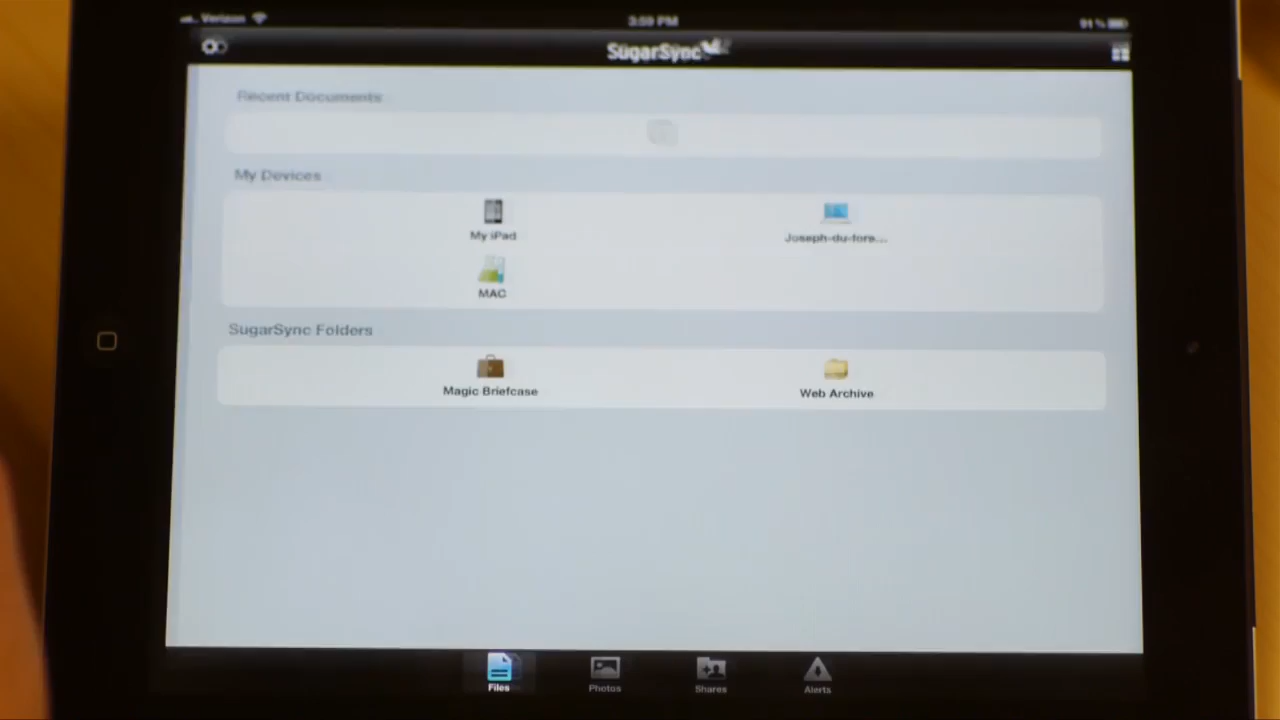 Verizon 3:59 PM 91 %
SugarSync
Recent Documents
My Devices
My iPad
Joseph-du-fore...
MAC
SugarSync Folders
Magic Briefcase
Web Archive
Files
Photos
Shares
Alerts